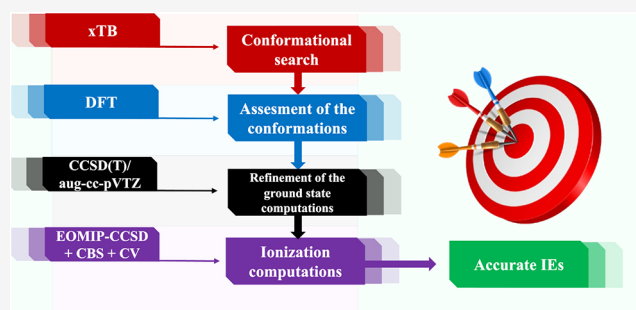 xTB
Conformational
search
DFT
Assesment of the
conformations
CCSD(T)/
aug-cc-pVTZ
Refinement of the
ground state
computations
EOMIP-CCSD
+ CBS + CV
Ionization
computations
Accurate IEs